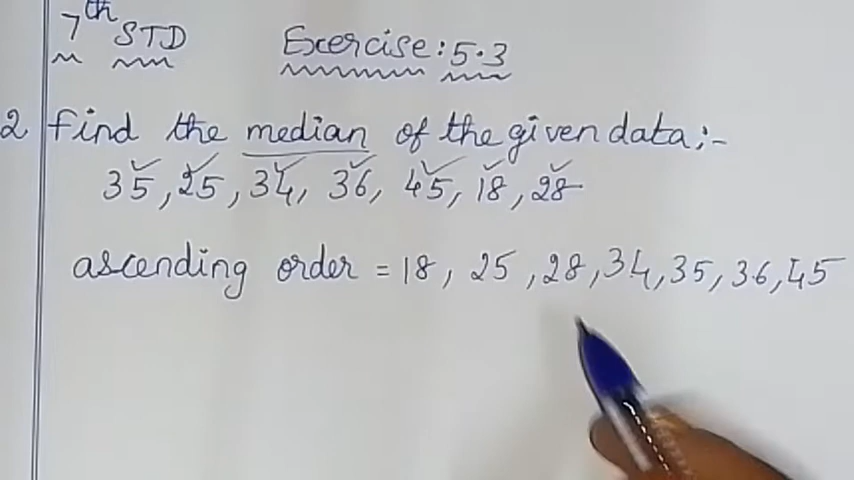 7th STD Exercise: 5.3
2 find the median of the given data:-
35, 25, 34, 36, 45, 18, 28
ascending order = 18, 25, 28, 34, 35, 36, 45